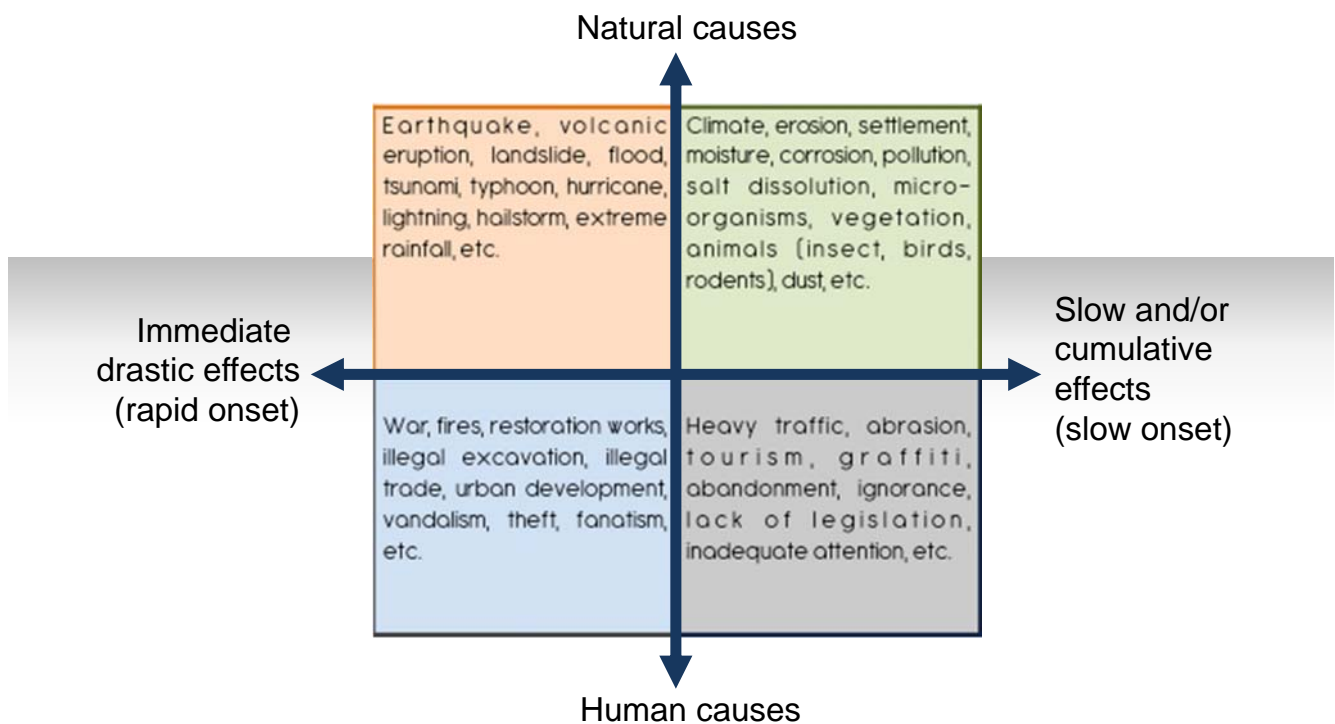 Natural causes
Earthquake, volcanic
eruption, landslide, flood,
tsunami, typhoon, hurricane,
lightning, hailstorm, extreme
rainfall, etc.
Climate, erosion, settlement,
moisture, corrosion, pollution,
salt dissolution, micro-
organisms, vegetation,
animals (insect, birds,
rodents), dust, etc.
Immediate
drastic effects
(rapid onset)
Slow and/or
cumulative
effects
(slow onset)
War, fires, restoration works,
illegal excavation, illegal
trade, urban development,
vandalism, theft, fanatism,
etc.
Heavy traffic, abrasion,
tourism, graffiti,
abandonment, ignorance,
lack of legislation,
inadequate attention, etc.
Human causes